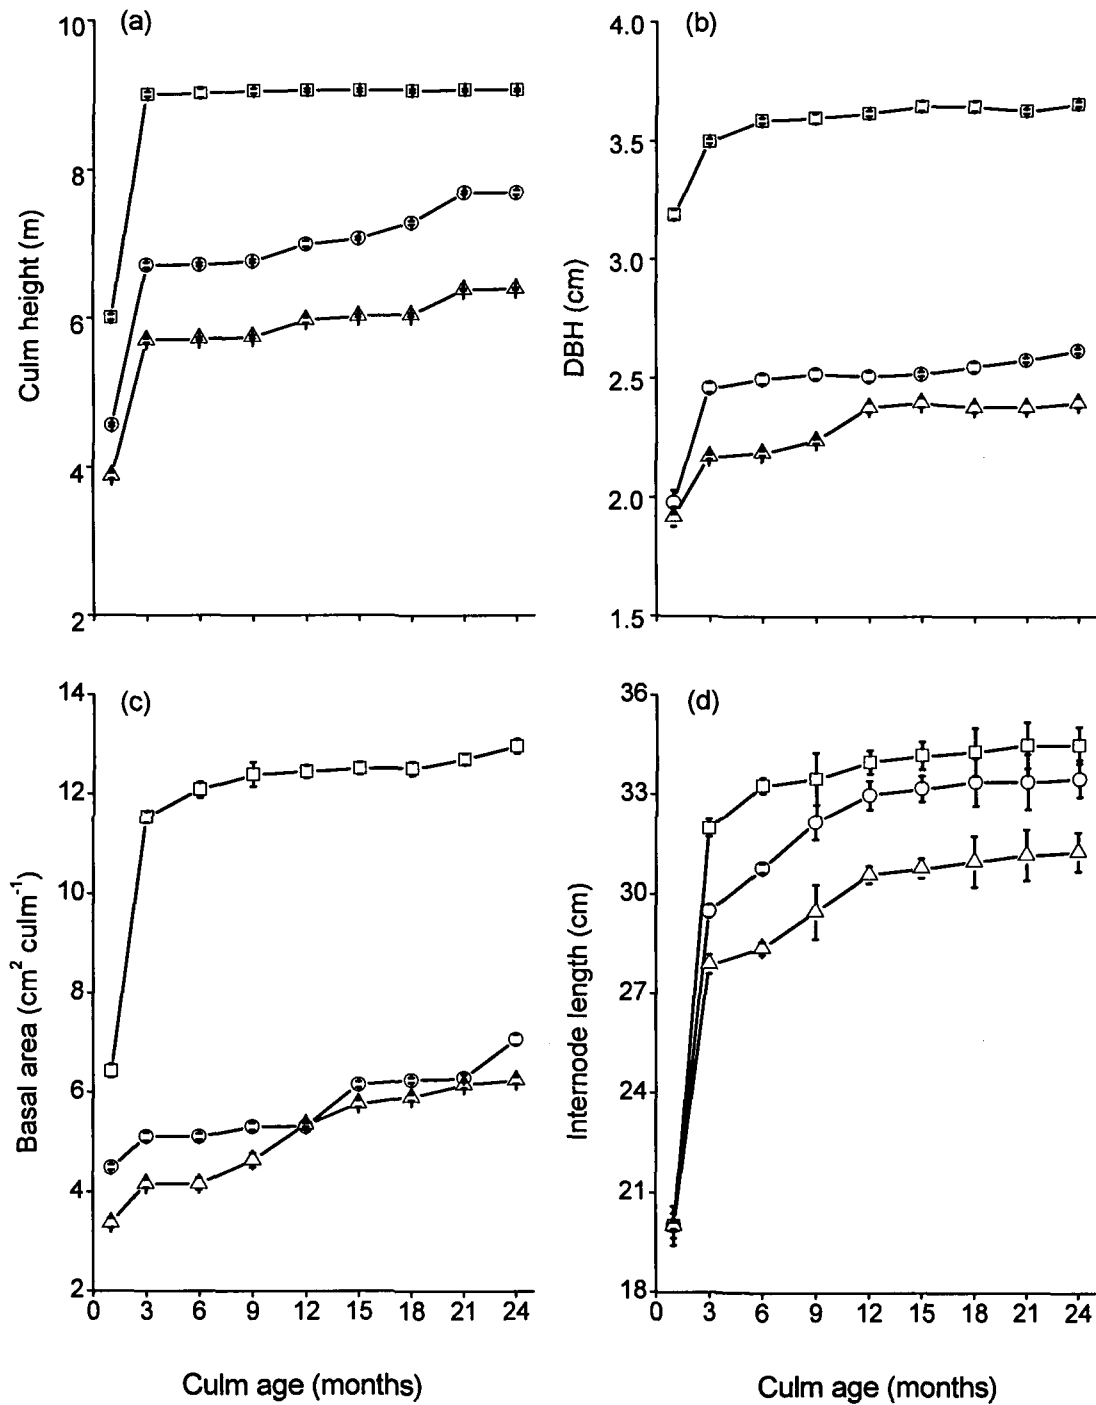 (a)
10
8
6
4
2
Culm height (m)
(b)
4.0
3.5
3.0
2.5
2.0
1.5
DBH (cm)
(c)
14
12
10
8
6
4
2
Basal area (cm² culm⁻¹)
0 3 6 9 12 15 18 21 24
Culm age (months)
(d)
36
33
30
27
24
21
18
Internode length (cm)
0 3 6 9 12 15 18 21 24
Culm age (months)